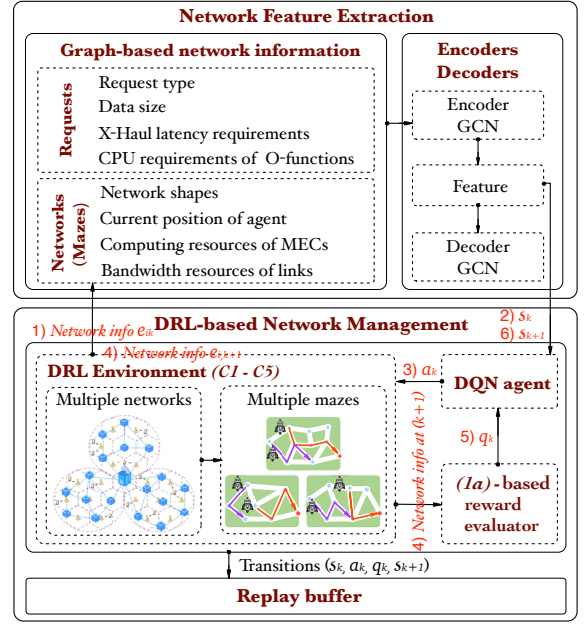 Network Feature Extraction
Graph-based network information
Requests
Request type
Data size
X-Haul latency requirements
CPU requirements of O-functions
Networks
(Mazes)
Network shapes
Current position of agent
Computing resources of MECs
Bandwidth resources of links
Encoders
Decoders
Encoder
GCN
Feature
Decoder
GCN
1) Network info e_ik
4) Network info e_i,k+1
2) s_k
6) s_k+1
DRL-based Network Management
DRL Environment (C1 - C5)
Multiple networks
Multiple mazes
3) a_k
4) Network info at (k+1)
DQN agent
5) q_k
(1a) - based
reward
evaluator
Transitions (s_k, a_k, q_k, s_k+1)
Replay buffer